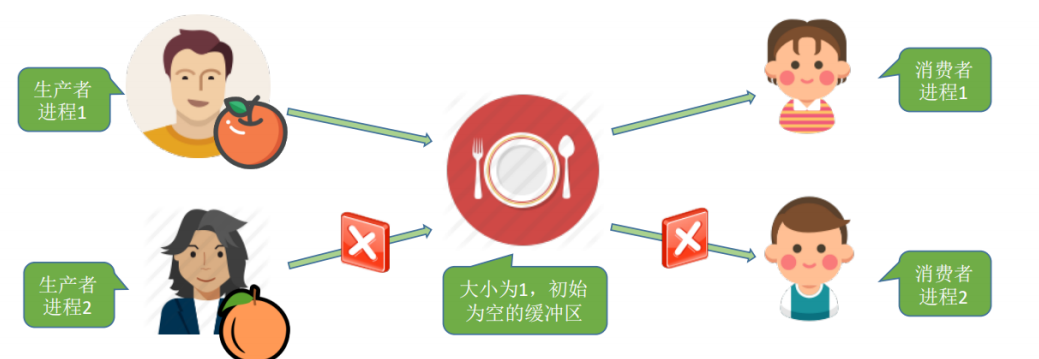 生产者
进程1
消费者
进程1
生产者
进程2
大小为1，初始
为空的缓冲区
消费者
进程2